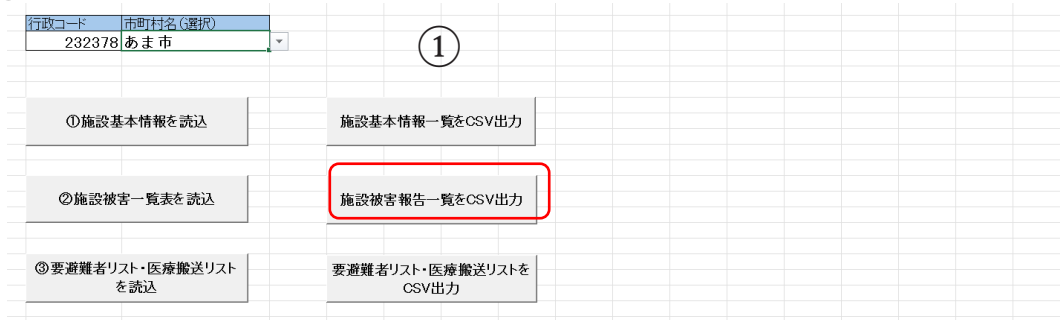 行政コード 市町村名(選択)
232378 あま市
①
①施設基本情報を読込 施設基本情報一覧をCSV出力
②施設被害一覧表を読込 施設被害報告一覧をCSV出力
③要避難者リスト・医療搬送リスト
を読込
要避難者リスト・医療搬送リストを
CSV出力